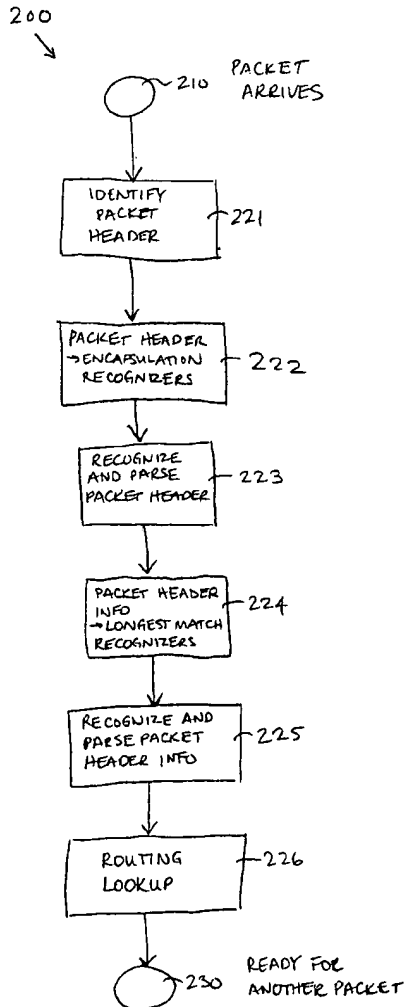 200
210
PACKET
ARRIVES
IDENTIFY
PACKET
HEADER
221
PACKET HEADER
→ ENCAPSULATION
RECOGNIZERS
222
RECOGNIZE
AND PARSE
PACKET HEADER
223
PACKET HEADER
INFO
→ LONGEST MATCH
RECOGNIZERS
224
RECOGNIZE AND
PARSE PACKET
HEADER INFO
225
ROUTING
LOOKUP
226
230
READY FOR
ANOTHER PACKET